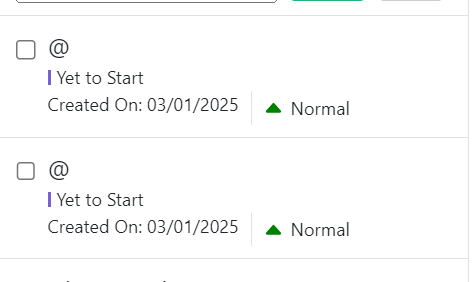 @
Yet to Start
Created On: 03/01/2025
Normal
@
Yet to Start
Created On: 03/01/2025
Normal